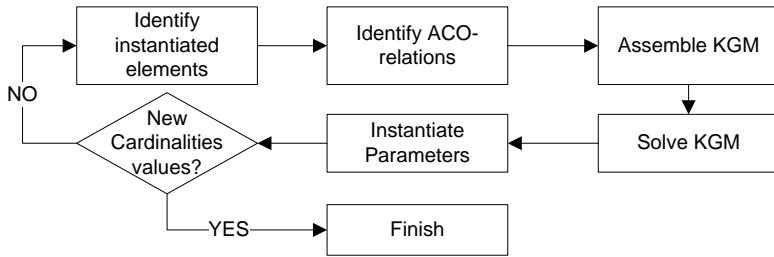 Identify
instantiated
elements
Identify ACO-
relations
Assemble KGM
NO
New
Cardinalities
values?
Instantiate
Parameters
Solve KGM
YES
Finish